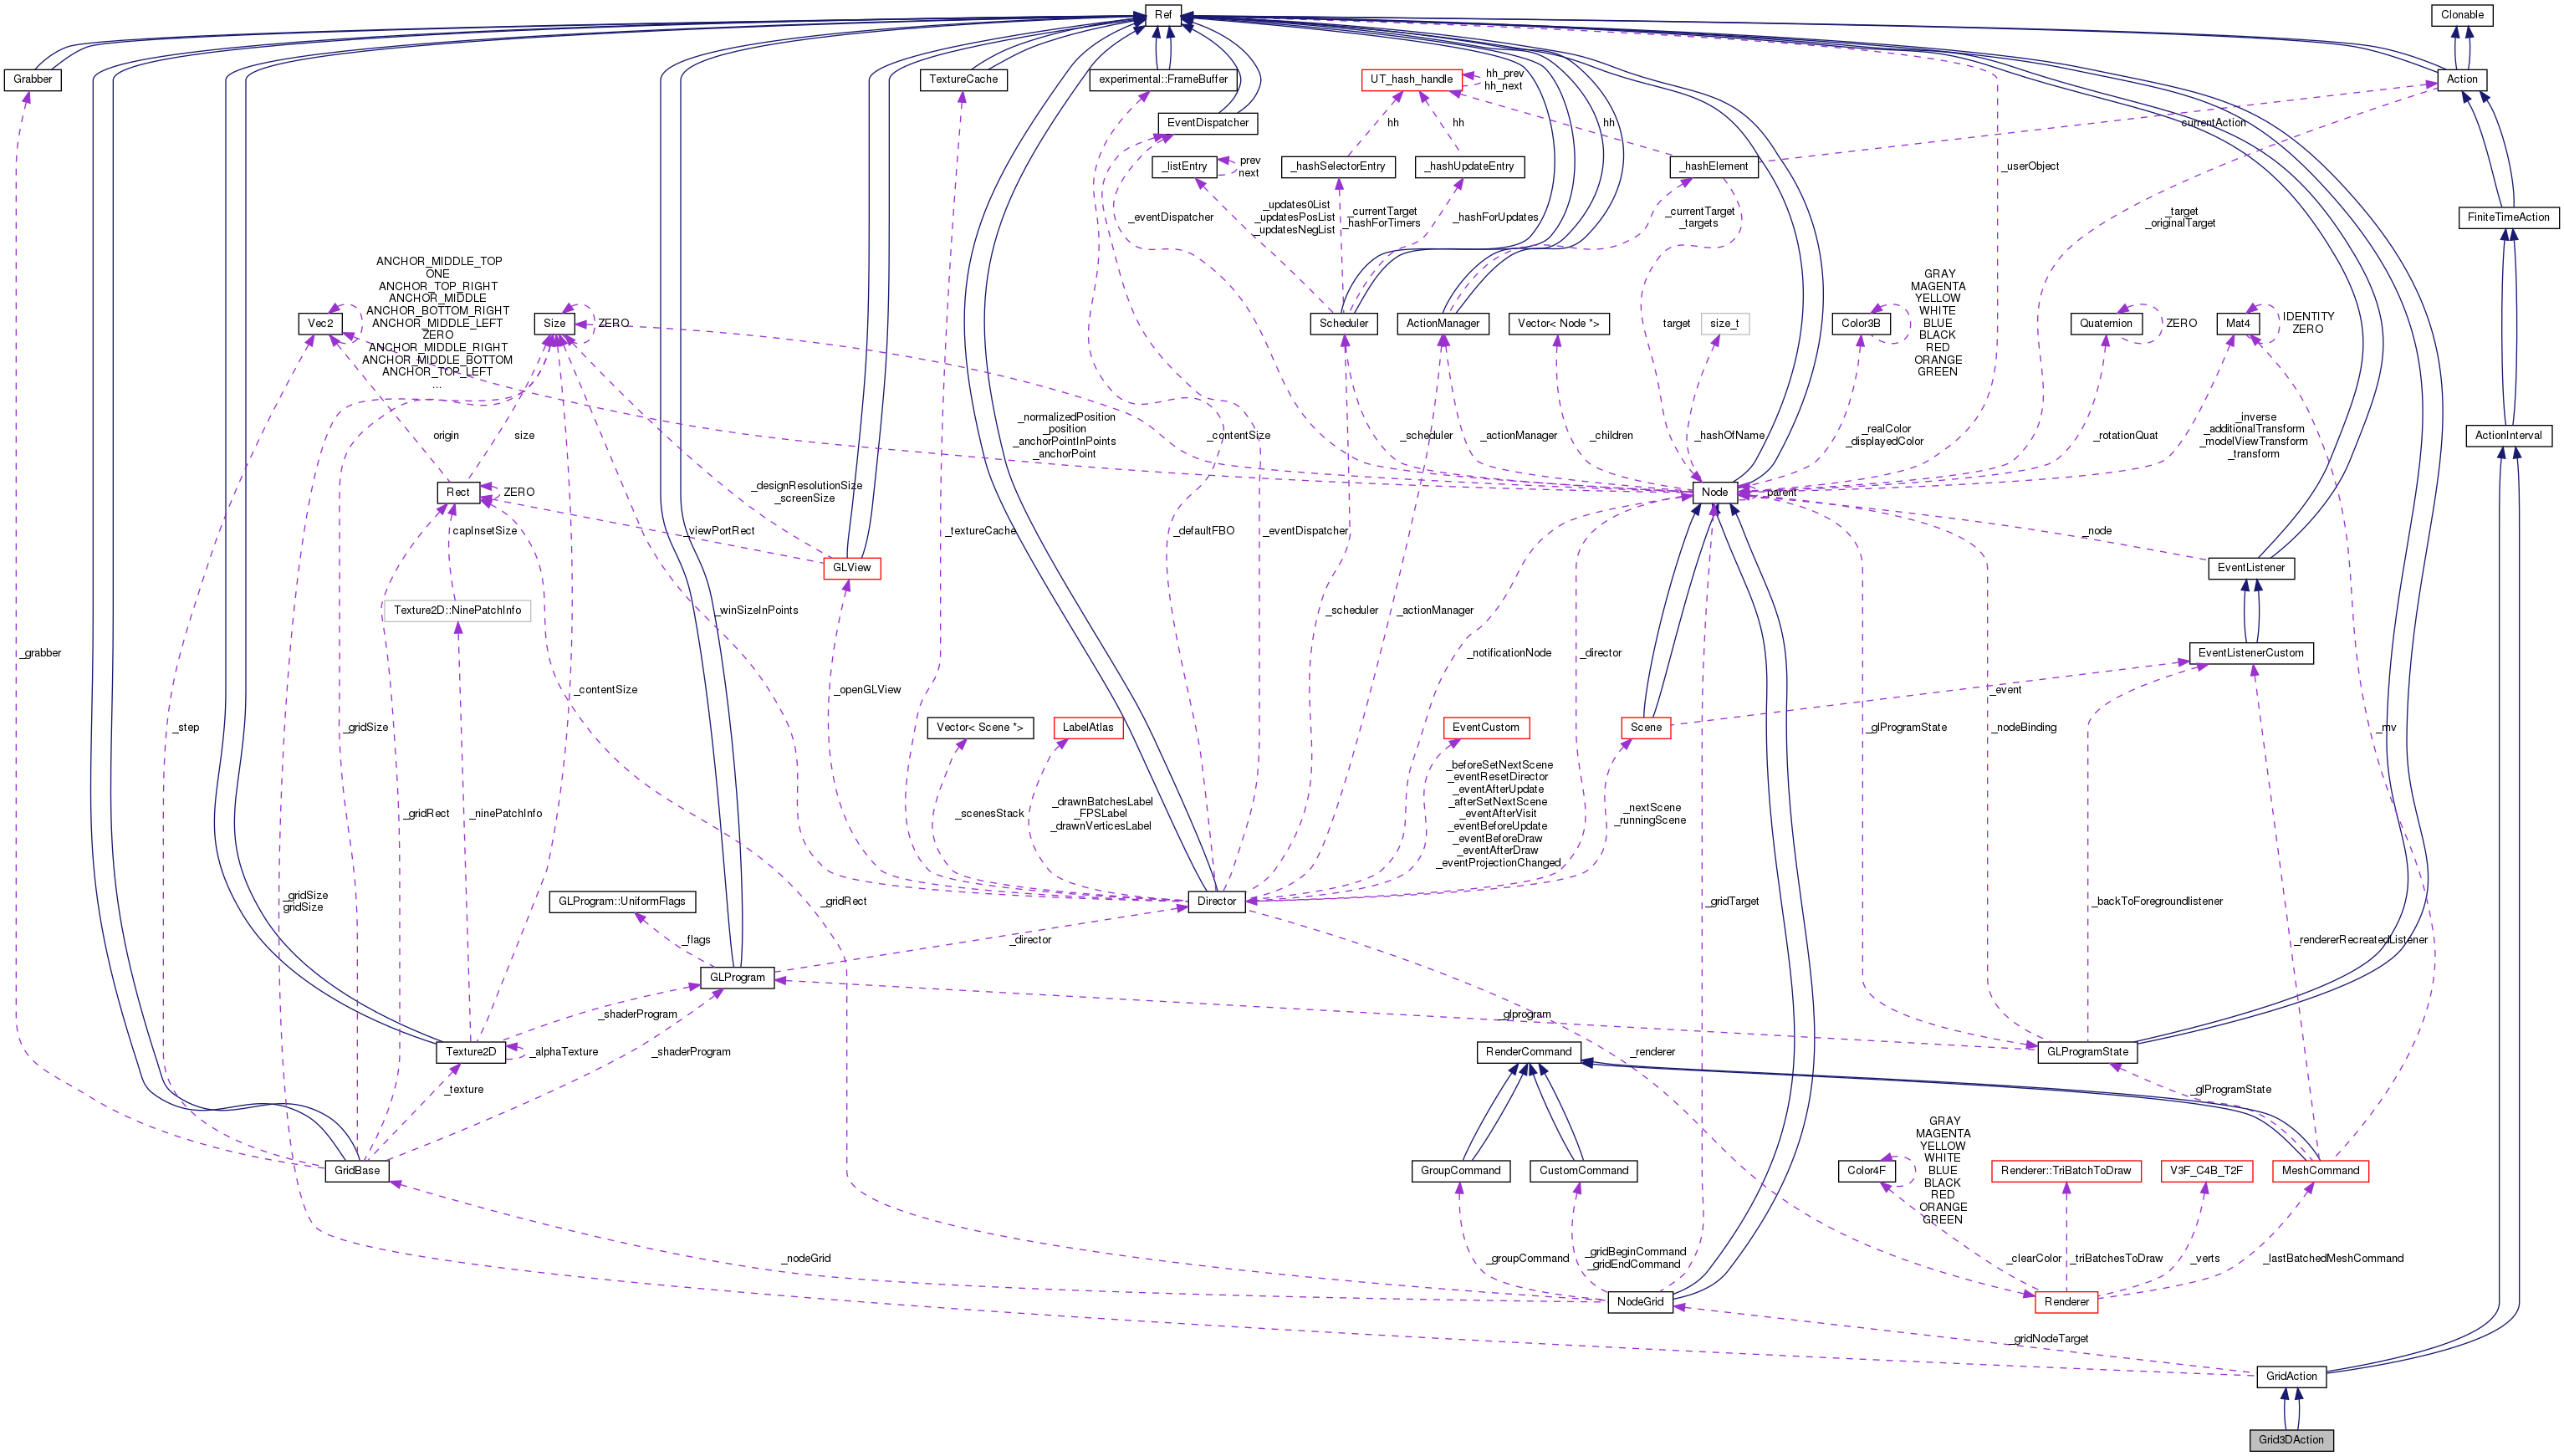 Ref
Clonable
Grabber
TextureCache
experimental::FrameBuffer
UT_hash_handle
hh_prev
hh_next
Action
EventDispatcher
hh
hh
hh
currentAction
_listEntry
prev
next
_hashSelectorEntry
_hashUpdateEntry
_hashElement
_userObject
_eventDispatcher
_updates0List
_updatesPosList
_updatesNegList
_currentTarget
_hashForTimers
_hashForUpdates
_currentTarget
_targets
_target
_originalTarget
FiniteTimeAction
ANCHOR_MIDDLE_TOP
ONE
ANCHOR_TOP_RIGHT
ANCHOR_MIDDLE
ANCHOR_BOTTOM_RIGHT
ANCHOR_MIDDLE_LEFT
ZERO
ANCHOR_MIDDLE_RIGHT
ANCHOR_MIDDLE_BOTTOM
ANCHOR_TOP_LEFT
...
Vec2
Size
ZERO
Scheduler
ActionManager
Vector< Node *>
size_t
target
Color3B
GRAY
MAGENTA
YELLOW
WHITE
BLUE
BLACK
RED
ORANGE
GREEN
Quaternion
ZERO
Mat4
IDENTITY
ZERO
origin
size
_normalizedPosition
_position
_anchorPointInPoints
_anchorPoint
_contentSize
_scheduler
_actionManager
_children
_hashOfName
_realColor
_displayedColor
_rotationQuat
_inverse
_additionalTransform
_modelViewTransform
_transform
ActionInterval
Rect
ZERO
_designResolutionSize
_screenSize
Node
_parent
capInsetSize
_viewPortRect
_textureCache
_defaultFBO
_eventDispatcher
_node
GLView
EventListener
Texture2D::NinePatchInfo
_winSizeInPoints
_scheduler
_actionManager
_grabber
_notificationNode
_director
EventListenerCustom
_contentSize
_openGLView
_event
_step
_gridSize
Vector< Scene *>
LabelAtlas
EventCustom
Scene
_glProgramState
_nodeBinding
_mv
_gridRect
_ninePatchInfo
_scenesStack
_drawnBatchesLabel
_FPSLabel
_drawnVerticesLabel
_beforeSetNextScene
_eventResetDirector
_eventAfterUpdate
_afterSetNextScene
_eventAfterVisit
_eventBeforeUpdate
_eventBeforeDraw
_eventAfterDraw
_eventProjectionChanged
_nextScene
_runningScene
_gridSize
gridSize
GLProgram::UniformFlags
_gridRect
Director
_gridTarget
_backToForegroundlistener
_flags
_director
_rendererRecreatedListener
GLProgram
_shaderProgram
_glprogram
Texture2D
_alphaTexture
_shaderProgram
_renderer
RenderCommand
GLProgramState
_texture
_glProgramState
GridBase
GroupCommand
CustomCommand
Color4F
GRAY
MAGENTA
YELLOW
WHITE
BLUE
BLACK
RED
ORANGE
GREEN
Renderer::TriBatchToDraw
V3F_C4B_T2F
MeshCommand
_nodeGrid
_groupCommand
_gridBeginCommand
_gridEndCommand
_clearColor
_triBatchesToDraw
_verts
_lastBatchedMeshCommand
NodeGrid
Renderer
_gridNodeTarget
GridAction
Grid3DAction